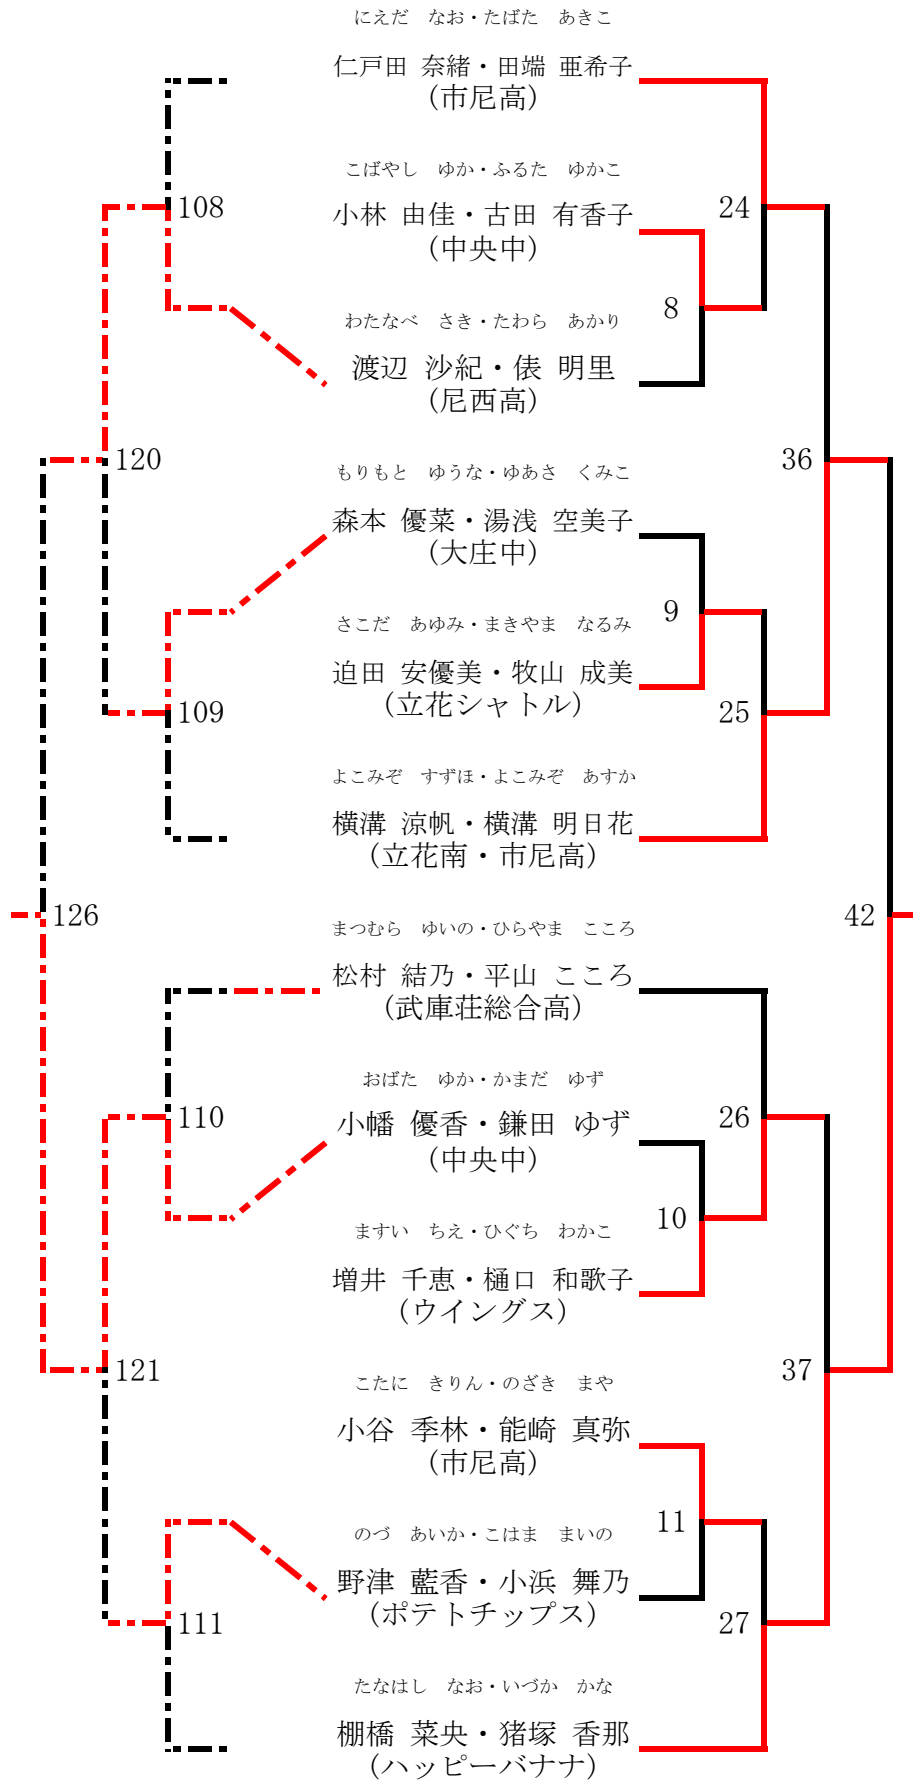 にえだ　なお・たばた　あきこ
仁戸田 奈緒・田端 亜希子
(市尼高)
108
24
こばやし　ゆか・ふるた　ゆかこ
小林 由佳・古田 有香子
(中央中)
8
わたなべ　さき・たわら　あかり
渡辺 沙紀・俵 明里
(尼西高)
120
36
もりもと　ゆうな・ゆあさ　くみこ
森本 優菜・湯浅 空美子
(大庄中)
9
さこだ　あゆみ・まきやま　なるみ
迫田 安優美・牧山 成美
(立花シャトル)
109
25
よこみぞ　すずほ・よこみぞ　あすか
横溝 涼帆・横溝 明日花
(立花南・市尼高)
126
42
まつむら　ゆいの・ひらやま　こころ
松村 結乃・平山 こころ
(武庫荘総合高)
おばた　ゆか・かまだ　ゆず
110
26
小幡 優香・鎌田 ゆず
(中央中)
10
ますい　ちえ・ひぐち　わかこ
増井 千恵・樋口 和歌子
(ウイングス)
121
37
こたに　きりん・のざき　まや
小谷 季林・能崎 真弥
(市尼高)
11
のづ　あいか・こはま　まいの
野津 藍香・小浜 舞乃
(ポテトチップス)
111
27
たなはし　なお・いづか　かな
棚橋 菜央・猪塚 香那
(ハッピーバナナ)